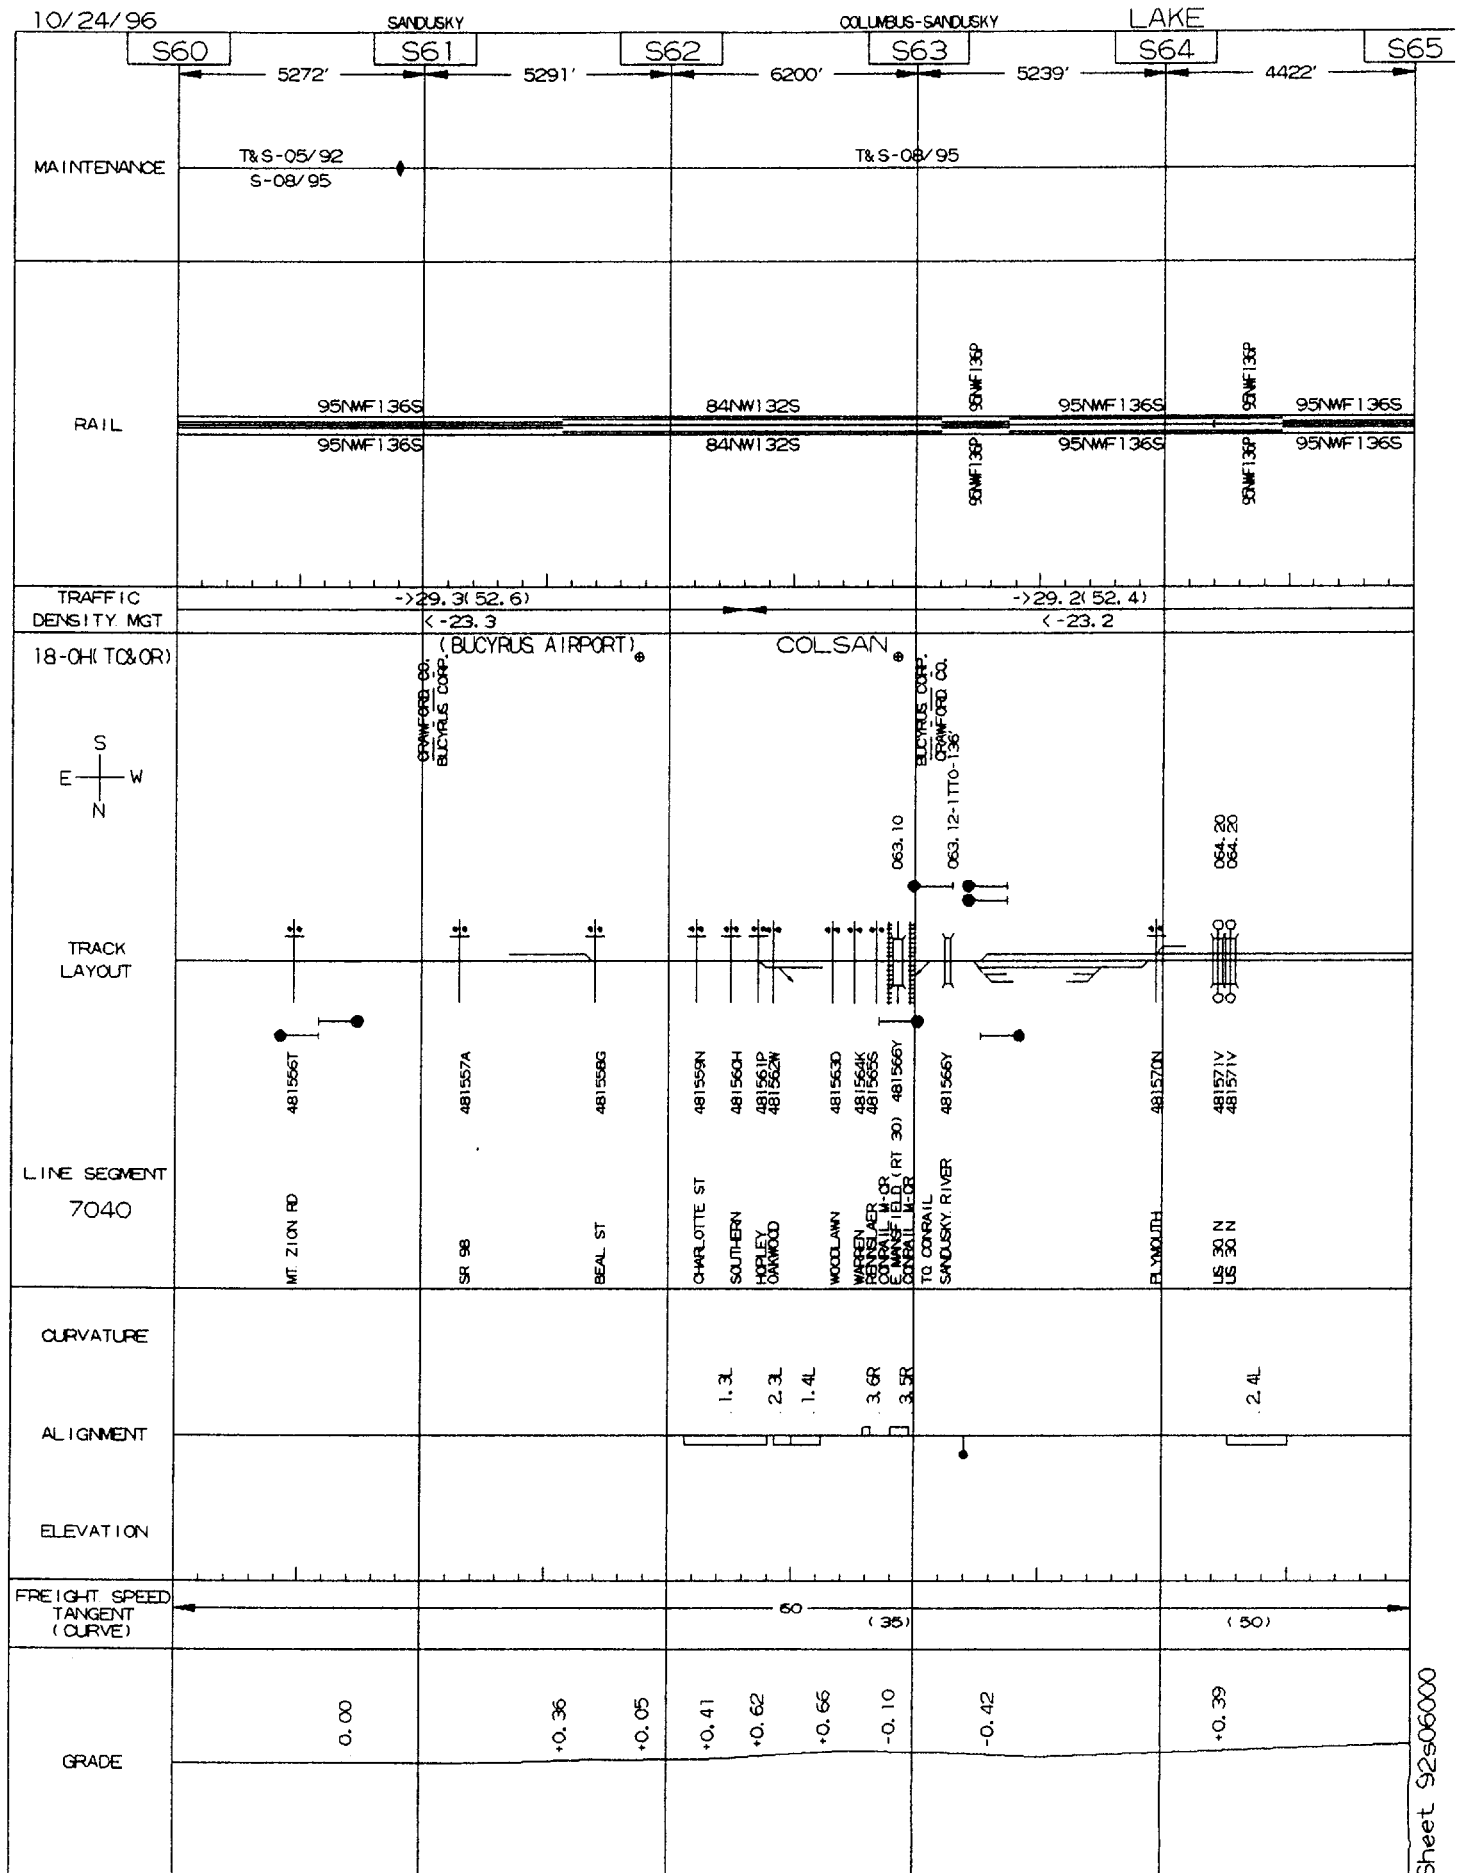 10/24/96 SANDUSKY COLUMBUS-SANDUSKY LAKE
S60 S61 S62 S63 S64 S65
5272' 5291' 6200' 5239' 4422'
MAINTENANCE
T&S-05/92 T&S-08/95
S-08/95
95NWF136P 95NWF136P
95NWF136S 84NW132S 95NWF136S 95NWF136S
RAIL
95NWF136S 84NW132S 95NWF136S 95NWF136S
95NWF136P 95NWF136P
TRAFFIC ->29.3(52.6) ->29.2(52.4)
DENSITY MGT <-23.3 <-23.2
18-OH(TC&OR) (BUCYRUS AIRPORT) COLSAN
CRAWFORD CO.
BUCYRUS CORP.
BUCYRUS CORP.
CRAWFORD CO.
S
E W
N
063.10
063.12-1TTO-136'
064.20
064.20
TRACK
LAYOUT
481556T
481557A
481558G
481559N
481560H
481561P
481562W
481563D
481564K
481565S
481566Y
481566Y
481570N
481571V
481571V
LINE SEGMENT
7040
MT. ZION RD
SR 98
BEAL ST
CHARLOTTE ST
SOUTHERN
HOPLEY
OAKWOOD
WOODLAWN
WARREN
RENNSLAER
CONRAIL M-CR
E MANSFIELD (RT 30)
CONRAIL M-CR
TO CONRAIL
SANDUSKY RIVER
PLYMOUTH
US 30 N
US 30 N
CURVATURE
1.3L
2.3L
1.4L
3.6R
3.5R
2.4L
ALIGNMENT
ELEVATION
FREIGHT SPEED
TANGENT 60
(CURVE) (35) (50)
0.00
+0.36
+0.05
+0.41
+0.62
+0.66
-0.10
-0.42
+0.39
GRADE
Sheet 92s06000